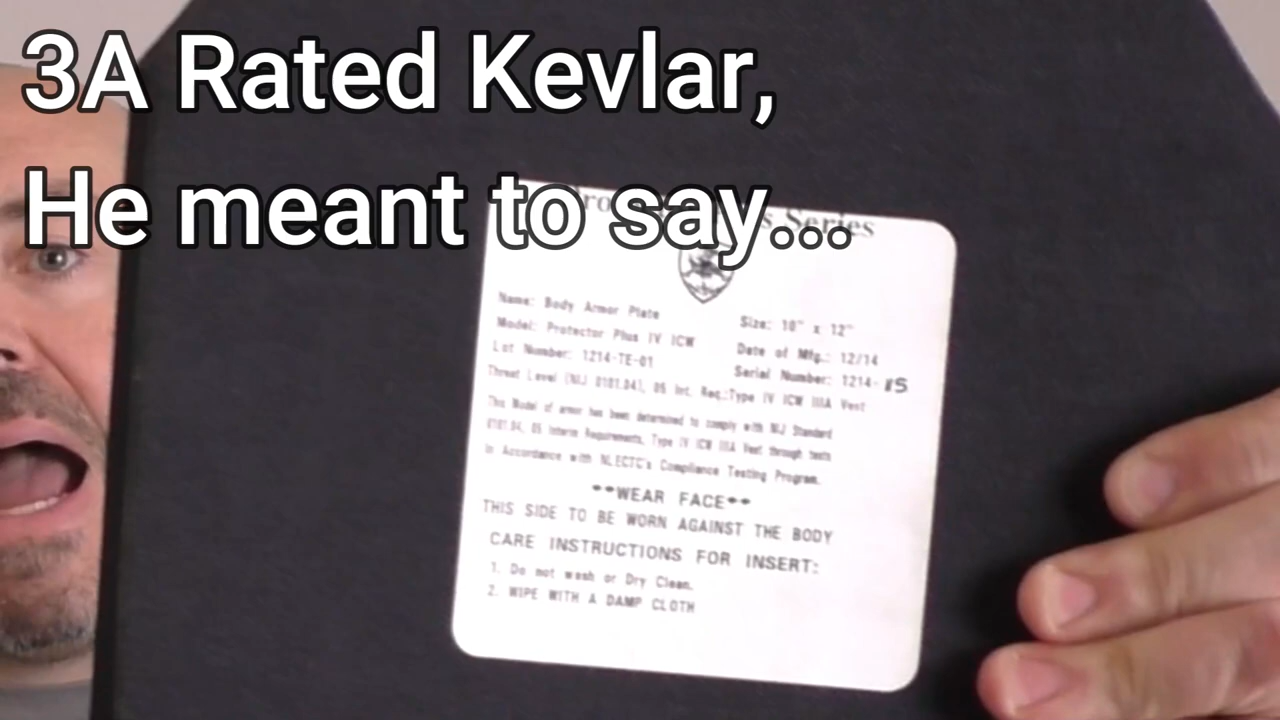 3A Rated Kevlar,
He meant to say...
Series
Name: Body Armor Plate
Size: 10" x 12"
Model: Protector Plus IV ICW
Date of Mfg.: 12/14
Lot Number: 1214-TE-01
Serial Number: 1214-15
Threat Level (NIJ 0101.04), 05 Int. Req.:Type IV ICW IIIA Vest
This Model of armor has been determined to comply with NIJ Standard
0101.04, 05 Interim Requirements, Type IV ICW IIIA Vest through tests
in Accordance with NLECTC's Compliance Testing Program.
**WEAR FACE**
THIS SIDE TO BE WORN AGAINST THE BODY
CARE INSTRUCTIONS FOR INSERT:
1. Do not wash or Dry Clean.
2. WIPE WITH A DAMP CLOTH